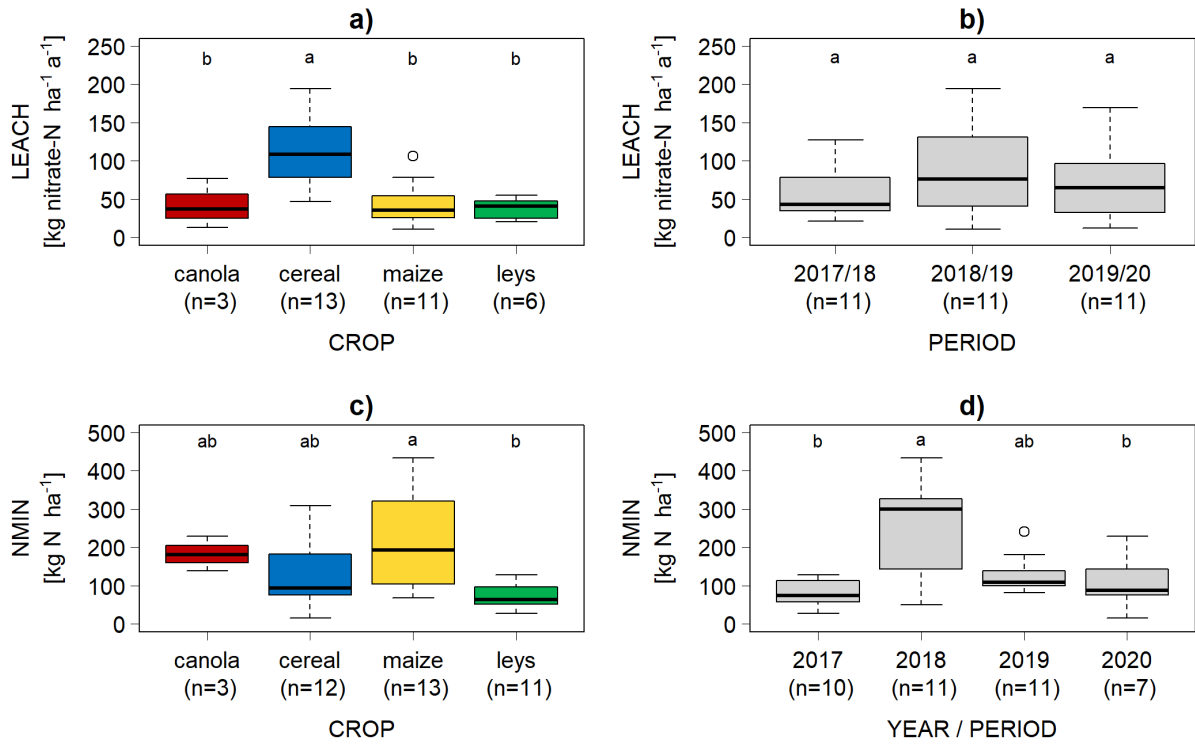 a)
LEACH
[kg nitrate-N ha⁻¹ a⁻¹]
250
200
150
100
50
0
b a b b
canola cereal maize leys
(n=3) (n=13) (n=11) (n=6)
CROP
b)
LEACH
[kg nitrate-N ha⁻¹ a⁻¹]
250
200
150
100
50
0
a a a
2017/18 2018/19 2019/20
(n=11) (n=11) (n=11)
PERIOD
c)
NMIN
[kg N ha⁻¹]
500
400
300
200
100
0
ab ab a b
canola cereal maize leys
(n=3) (n=12) (n=13) (n=11)
CROP
d)
NMIN
[kg N ha⁻¹]
500
400
300
200
100
0
b a ab b
2017 2018 2019 2020
(n=10) (n=11) (n=11) (n=7)
YEAR / PERIOD